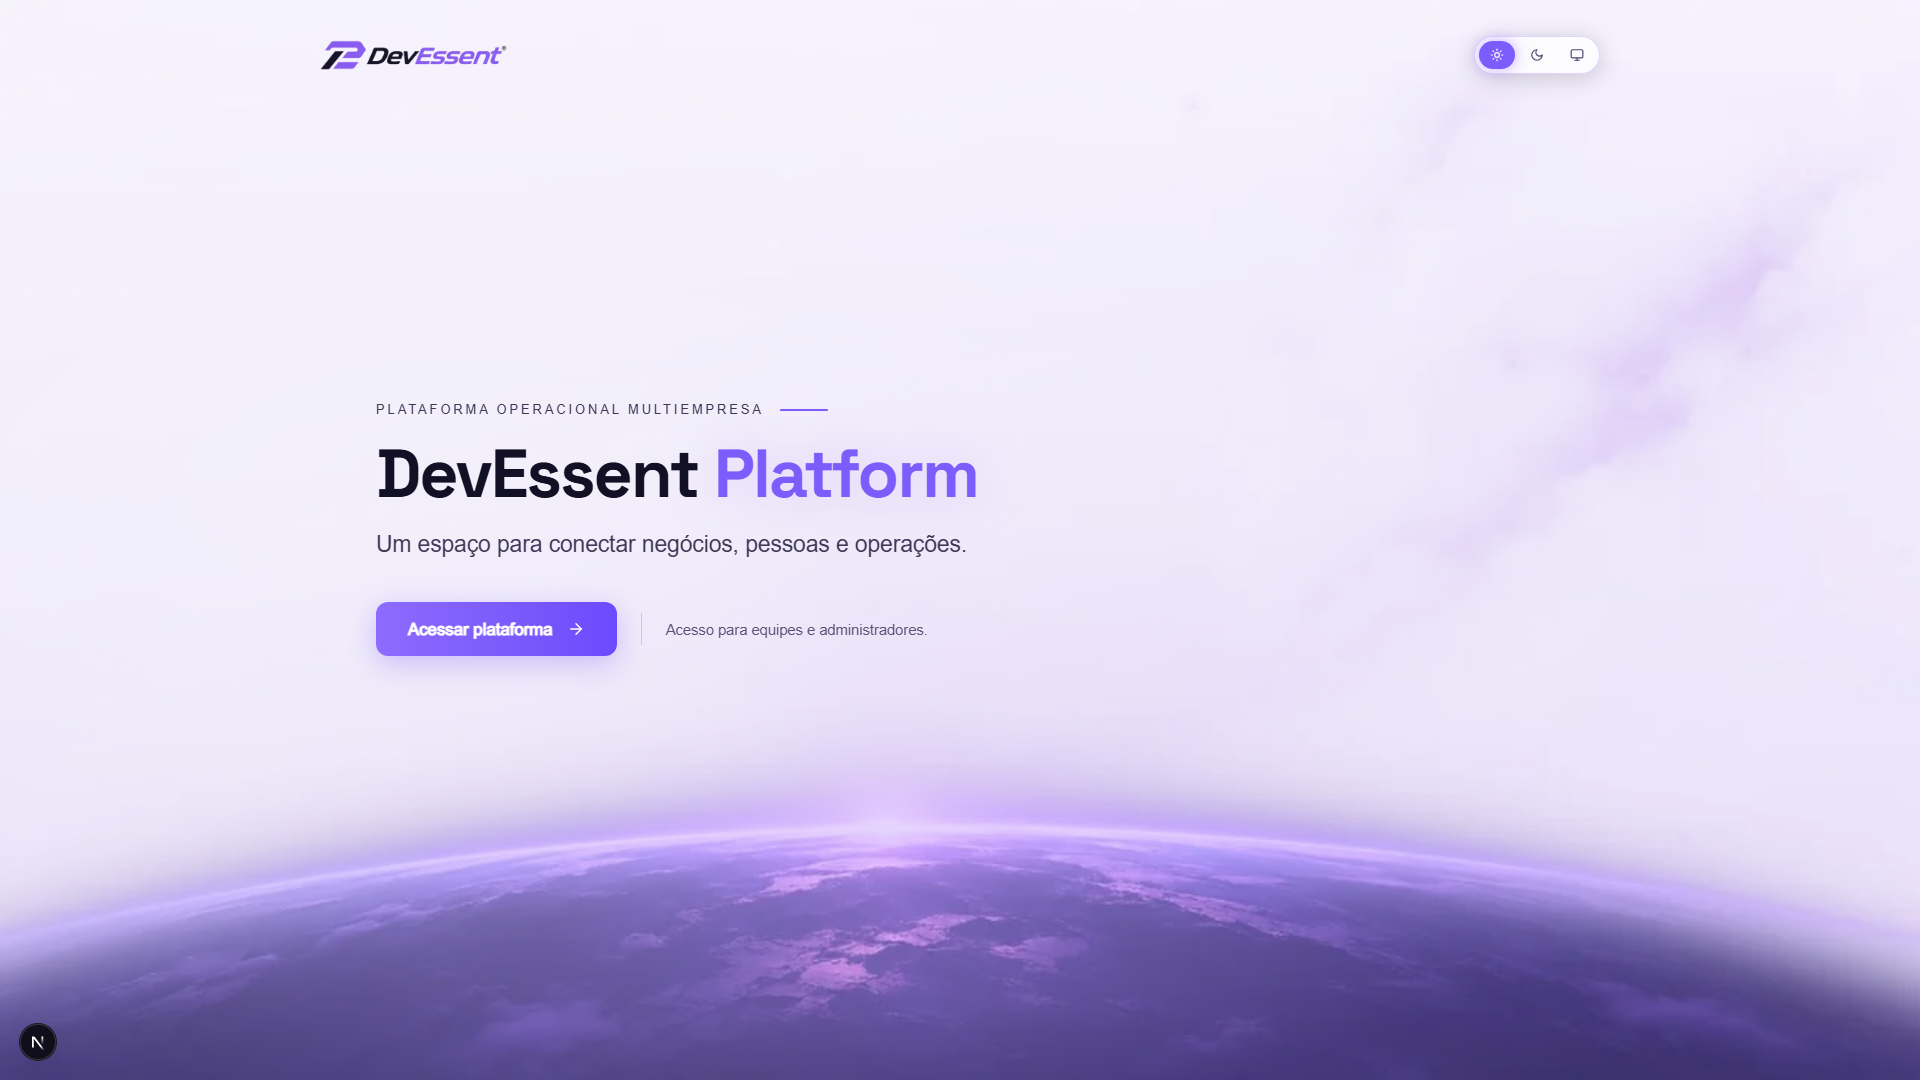 DevEssent®
PLATAFORMA OPERACIONAL MULTIEMPRESA
DevEssent Platform
Um espaço para conectar negócios, pessoas e operações.
Acessar plataforma
Acesso para equipes e administradores.
N